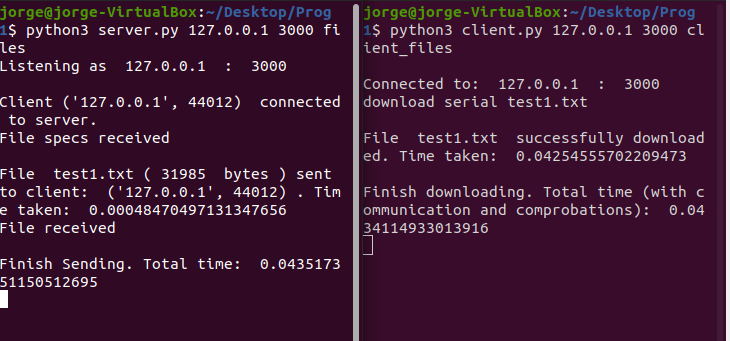 jorge@jorge-VirtualBox:~/Desktop/Prog
1$ python3 server.py 127.0.0.1 3000 fi
les
Listening as  127.0.0.1  :  3000

Client ('127.0.0.1', 44012)  connected
 to server.
File specs received

File  test1.txt ( 31985  bytes ) sent
to client:  ('127.0.0.1', 44012) . Tim
e taken:  0.00048470497131347656
File received

Finish Sending. Total time:  0.0435173
51150512695

jorge@jorge-VirtualBox:~/Desktop/Prog
1$ python3 client.py 127.0.0.1 3000 cl
ient_files

Connected to:  127.0.0.1  :  3000
download serial test1.txt

File  test1.txt  successfully download
ed. Time taken:  0.04254555702209473

Finish downloading. Total time (with c
ommunication and comprobations):  0.04
34114933013916